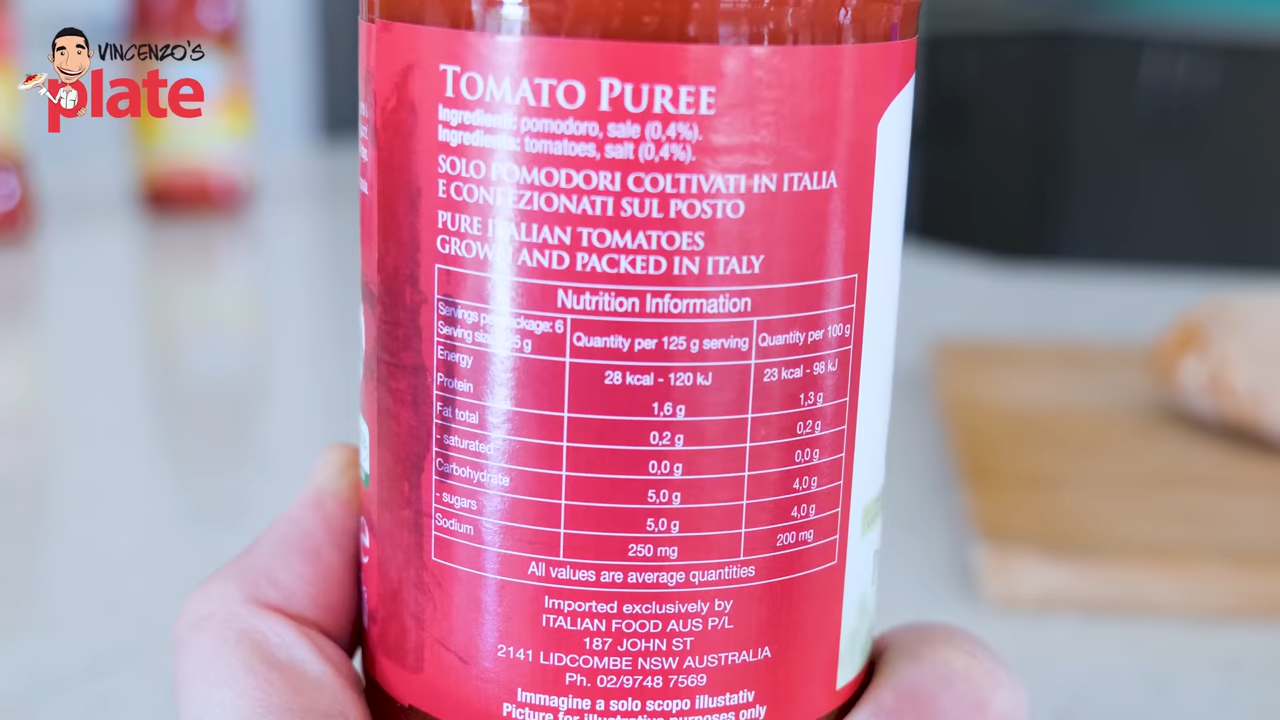 VINCENZO'S
plate
TOMATO PUREE
pomodoro, sale (0,4%).
tomatoes, salt (0,4%).
SOLO POMODORI COLTIVATI IN ITALIA
E CONFEZIONATI SUL POSTO
PURE ITALIAN TOMATOES
GROWN AND PACKED IN ITALY
Nutrition Information
Servings per package: 6
Serving size: 125 g
Quantity per 125 g serving
Quantity per 100 g
Energy 28 kcal - 120 kJ 23 kcal - 98 kJ
Protein 1,6 g 1,3 g
Fat total 0,2 g 0,2 g
- saturated 0,0 g 0,0 g
Carbohydrate 5,0 g 4,0 g
- sugars 5,0 g 4,0 g
Sodium 250 mg 200 mg
All values are average quantities
Imported exclusively by
ITALIAN FOOD AUS P/L
187 JOHN ST
2141 LIDCOMBE NSW AUSTRALIA
Ph. 02/9748 7569
Immagine a solo scopo illustativ
Picture for illustrative purposes only